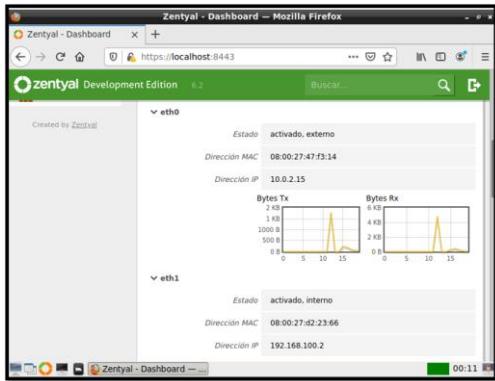 Zentyal - Dashboard — Mozilla Firefox
Zentyal - Dashboard × +
https://localhost:8443
zentyal Development Edition 6.2 Buscar...
Created by Zentyal
eth0
Estado activado, externo
Dirección MAC 08:00:27:47:f3:14
Dirección IP 10.0.2.15
Bytes Tx Bytes Rx
2 KB 6 KB
1 KB 4 KB
1000 B 2 KB
500 B
0 B 0 B
0 5 10 15 0 5 10 15
eth1
Estado activado, interno
Dirección MAC 08:00:27:d2:23:66
Dirección IP 192.168.100.2
Zentyal - Dashboard — ... 00:11